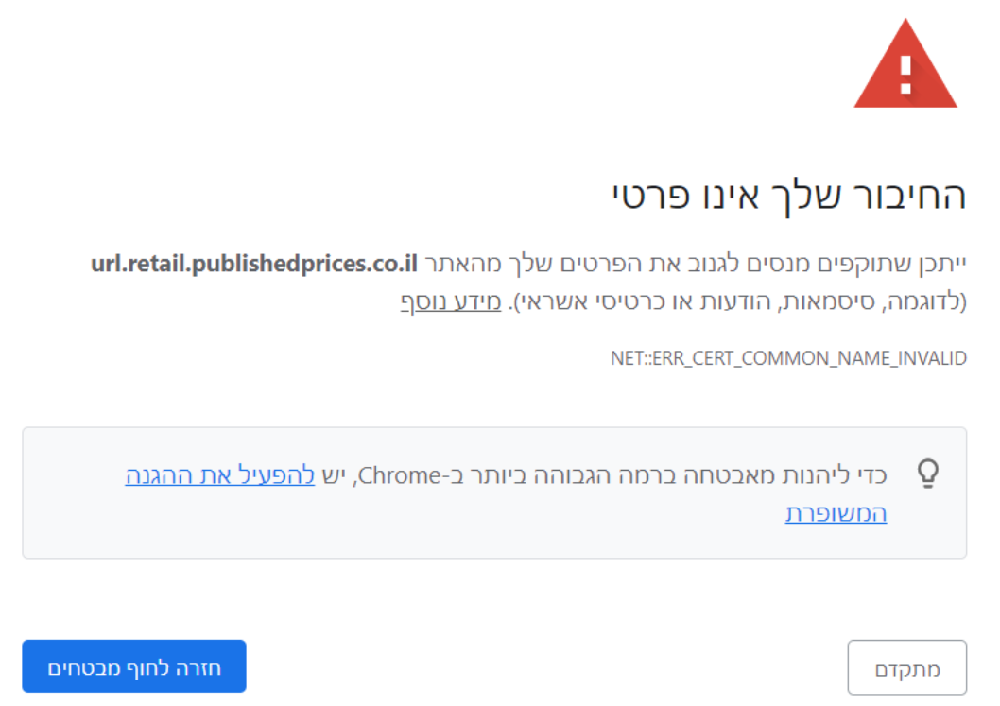 החיבור שלך אינו פרטי
ייתכן שתוקפים מנסים לגנוב את הפרטים שלך מהאתר url.retail.publishedprices.co.il
(לדוגמה, סיסמאות, הודעות או כרטיסי אשראי). מידע נוסף
NET::ERR_CERT_COMMON_NAME_INVALID
כדי ליהנות מאבטחה ברמה הגבוהה ביותר ב-Chrome, יש להפעיל את ההגנה
המשופרת
מתקדם
חזרה לחוף מבטחים